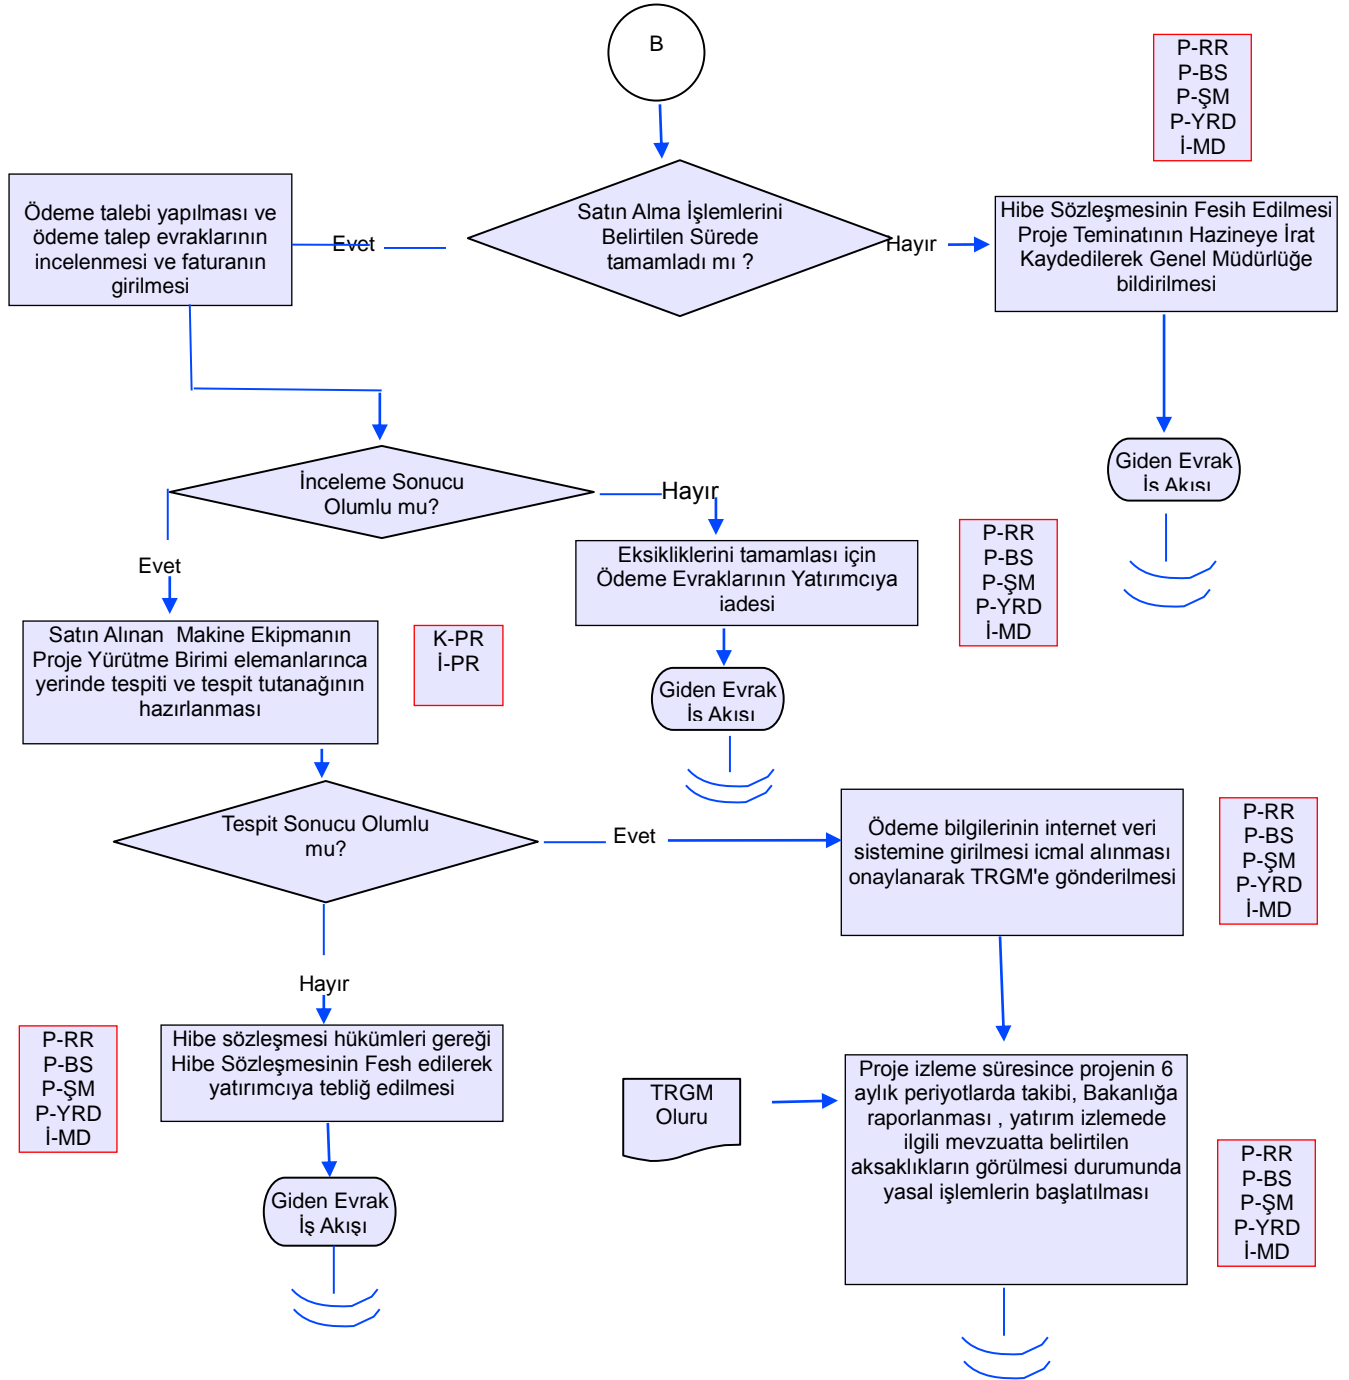 B
P-RR
P-BS
P-ŞM
P-YRD
İ-MD
Satın Alma İşlemlerini
Belirtilen Sürede
tamamladı mı ?
Ödeme talebi yapılması ve
ödeme talep evraklarının
incelenmesi ve faturanın
girilmesi
Evet
Hayır
Hibe Sözleşmesinin Fesih Edilmesi
Proje Teminatının Hazineye İrat
Kaydedilerek Genel Müdürlüğe
bildirilmesi
Giden Evrak
İs Akısı
İnceleme Sonucu
Olumlu mu?
Hayır
Evet
Eksikliklerini tamamlası için
Ödeme Evraklarının Yatırımcıya
iadesi
P-RR
P-BS
P-ŞM
P-YRD
İ-MD
Satın Alınan  Makine Ekipmanın
Proje Yürütme Birimi elemanlarınca
yerinde tespiti ve tespit tutanağının
hazırlanması
K-PR
İ-PR
Giden Evrak
İs Akısı
Tespit Sonucu Olumlu
mu?
Evet
Ödeme bilgilerinin internet veri
sistemine girilmesi icmal alınması
onaylanarak TRGM'e gönderilmesi
P-RR
P-BS
P-ŞM
P-YRD
İ-MD
Hayır
P-RR
P-BS
P-ŞM
P-YRD
İ-MD
Hibe sözleşmesi hükümleri gereği
Hibe Sözleşmesinin Fesh edilerek
yatırımcıya tebliğ edilmesi
TRGM
Oluru
Proje izleme süresince projenin 6
aylık periyotlarda takibi, Bakanlığa
raporlanması , yatırım izlemede
ilgili mevzuatta belirtilen
aksaklıkların görülmesi durumunda
yasal işlemlerin başlatılması
P-RR
P-BS
P-ŞM
P-YRD
İ-MD
Giden Evrak
İş Akışı